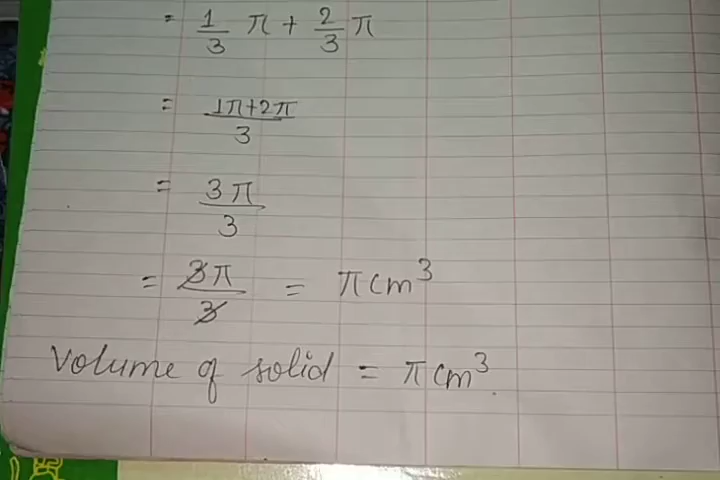 = 1/3 π + 2/3 π
= 1π+2π/3
= 3π/3
= 3π/3 = π cm³
Volume of solid = π cm³.